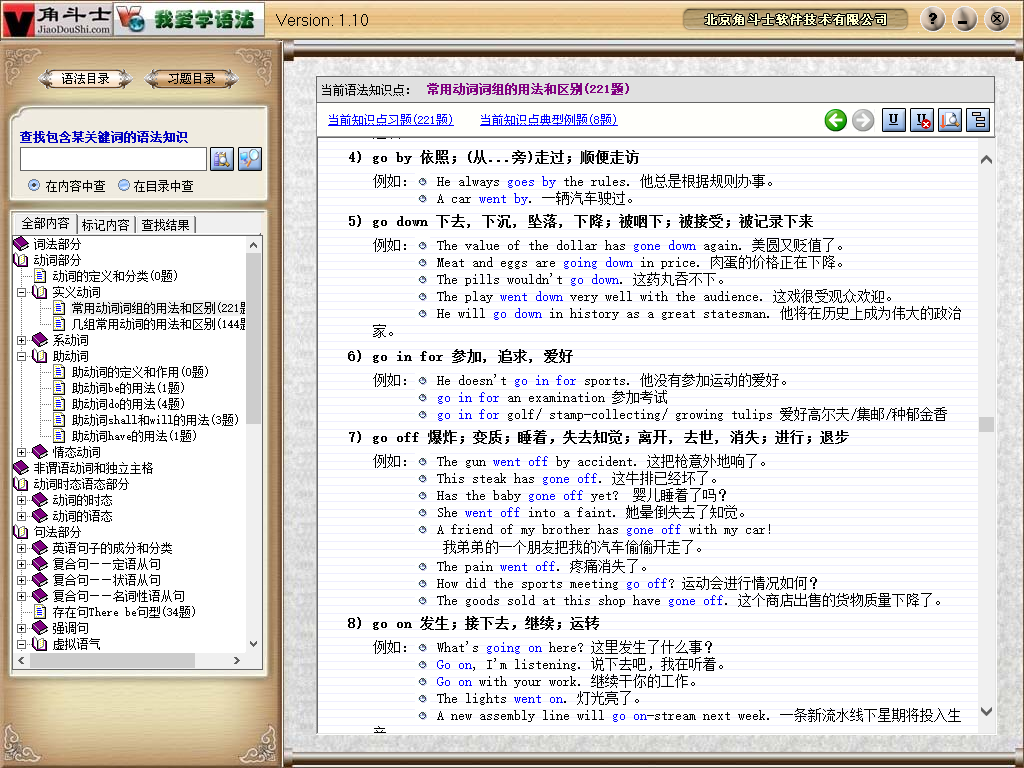 角斗士
JiaoDouShi.com
我爱学语法
Version: 1.10
北京角斗士软件技术有限公司
语法目录
习题目录
查找包含某关键词的语法知识
在内容中查
在目录中查
全部内容
标记内容
查找结果
词法部分
动词部分
动词的定义和分类(0题)
实义动词
常用动词词组的用法和区别(221题
几组常用动词的用法和区别(144题
系动词
助动词
助动词的定义和作用(0题)
助动词be的用法(1题)
助动词do的用法(4题)
助动词shall和will的用法(3题)
助动词have的用法(1题)
情态动词
非谓语动词和独立主格
动词时态语态部分
动词的时态
动词的语态
句法部分
英语句子的成分和分类
复合句——定语从句
复合句——状语从句
复合句——名词性语从句
存在句There be句型(34题)
强调句
虚拟语气
当前语法知识点： 常用动词词组的用法和区别(221题)
当前知识点习题(221题) 当前知识点典型例题(8题)
4) go by 依照；(从...旁)走过；顺便走访
例如： He always goes by the rules. 他总是根据规则办事。
A car went by. 一辆汽车驶过。
5) go down 下去，下沉，坠落，下降；被咽下；被接受；被记录下来
例如： The value of the dollar has gone down again. 美圆又贬值了。
Meat and eggs are going down in price. 肉蛋的价格正在下降。
The pills wouldn't go down. 这药丸吞不下。
The play went down very well with the audience. 这戏很受观众欢迎。
He will go down in history as a great statesman. 他将在历史上成为伟大的政治
家。
6) go in for 参加，追求，爱好
例如： He doesn't go in for sports. 他没有参加运动的爱好。
go in for an examination 参加考试
go in for golf/ stamp-collecting/ growing tulips 爱好高尔夫/集邮/种郁金香
7) go off 爆炸；变质；睡着，失去知觉；离开，去世，消失；进行；退步
例如： The gun went off by accident. 这把枪意外地响了。
This steak has gone off. 这牛排已经坏了。
Has the baby gone off yet? 婴儿睡着了吗？
She went off into a faint. 她晕倒失去了知觉。
A friend of my brother has gone off with my car!
我弟弟的一个朋友把我的汽车偷偷开走了。
The pain went off. 疼痛消失了。
How did the sports meeting go off? 运动会进行情况如何？
The goods sold at this shop have gone off. 这个商店出售的货物质量下降了。
8) go on 发生；接下去，继续；运转
例如： What's going on here? 这里发生了什么事？
Go on, I'm listening. 说下去吧，我在听着。
Go on with your work. 继续干你的工作。
The lights went on. 灯光亮了。
A new assembly line will go on-stream next week. 一条新流水线下星期将投入生